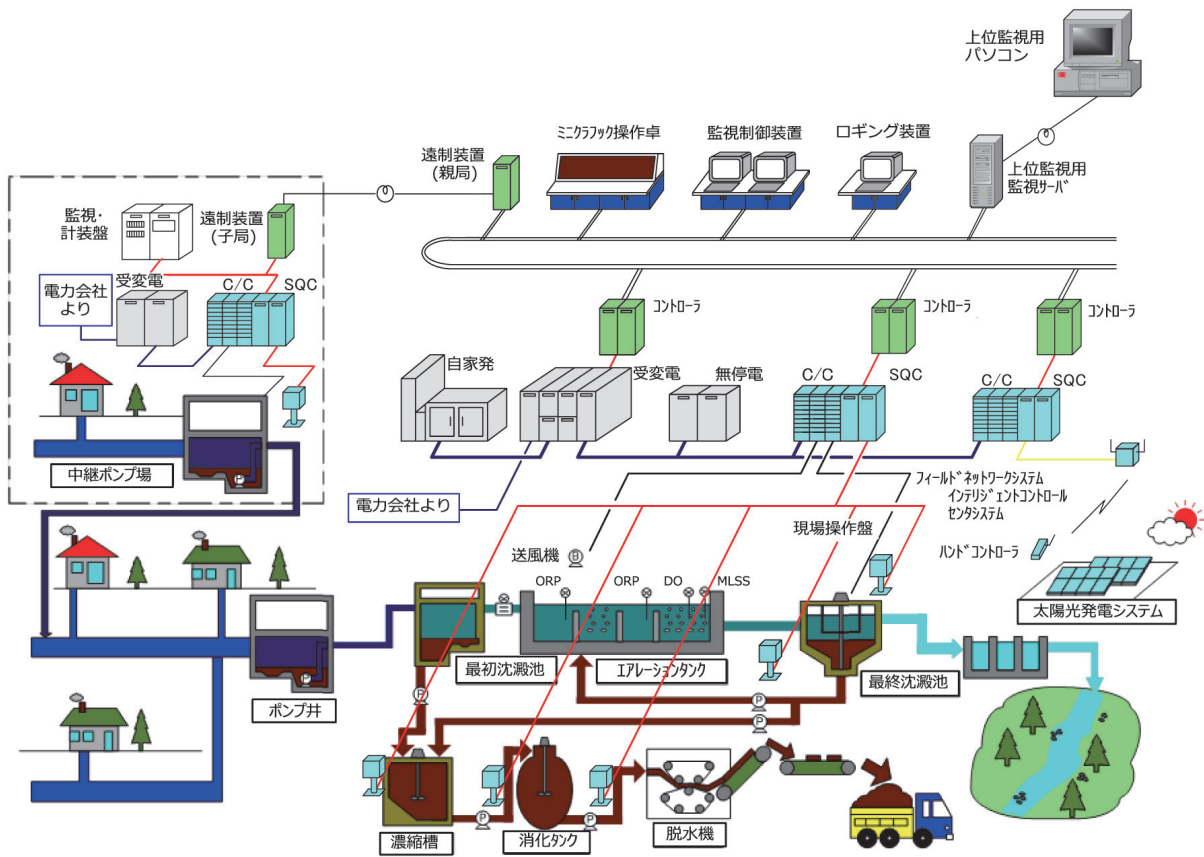 上位監視用
パソコン
ミニクラフック操作卓
監視制御装置
ロギング装置
遠制装置
(親局)
上位監視用
監視サーバ
監視・
計装盤
遠制装置
(子局)
受変電
C/C
SQC
電力会社
より
コントローラ
コントローラ
コントローラ
自家発
受変電
無停電
C/C
SQC
C/C
SQC
中継ポンプ場
P
電力会社より
フィールドネットワークシステム
インテリジェントコントロール
センタシステム
現場操作盤
ハンドコントローラ
送風機
B
ORP
ORP
DO
MLSS
太陽光発電システム
最初沈澱池
エアレーションタンク
最終沈澱池
P
ポンプ井
P
P
P
濃縮槽
P
消化タンク
P
脱水機